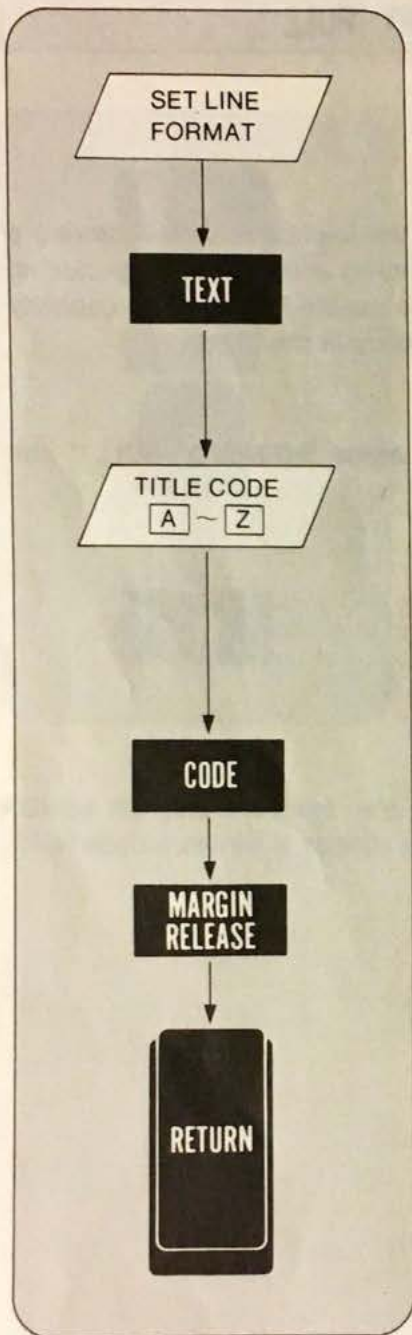 SET LINE
FORMAT
TEXT
TITLE CODE
A ~ Z
CODE
MARGIN
RELEASE
RETURN